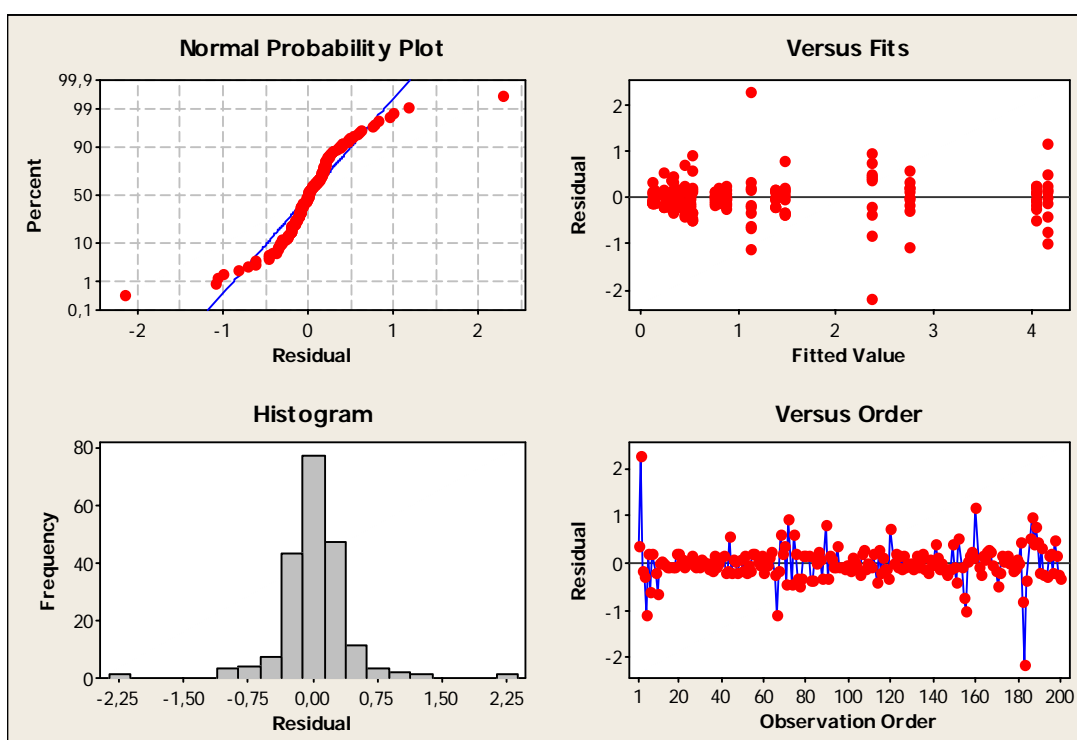 Normal Probability Plot
99,9
99
90
50
10
1
0,1
Percent
-2 -1 0 1 2
Residual
Versus Fits
2
1
0
-1
-2
Residual
0 1 2 3 4
Fitted Value
Histogram
80
60
40
20
0
Frequency
-2,25 -1,50 -0,75 0,00 0,75 1,50 2,25
Residual
Versus Order
2
1
0
-1
-2
Residual
1 20 40 60 80 100 120 140 160 180 200
Observation Order